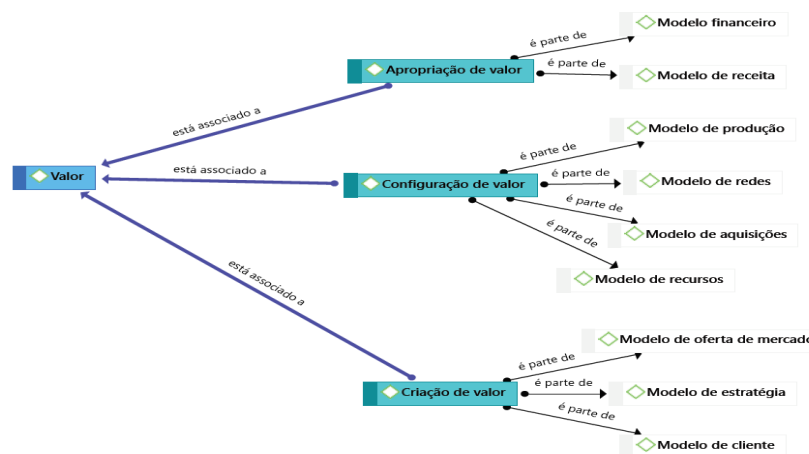 é parte de
Modelo financeiro
Apropriação de valor
é parte de
Modelo de receita
está associado a
é parte de
Modelo de produção
Valor
está associado a
Configuração de valor
é parte de
Modelo de redes
é parte de
Modelo de aquisições
é parte de
Modelo de recursos
está associado a
é parte de
Modelo de oferta de mercado
Criação de valor
é parte de
Modelo de estratégia
é parte de
Modelo de cliente